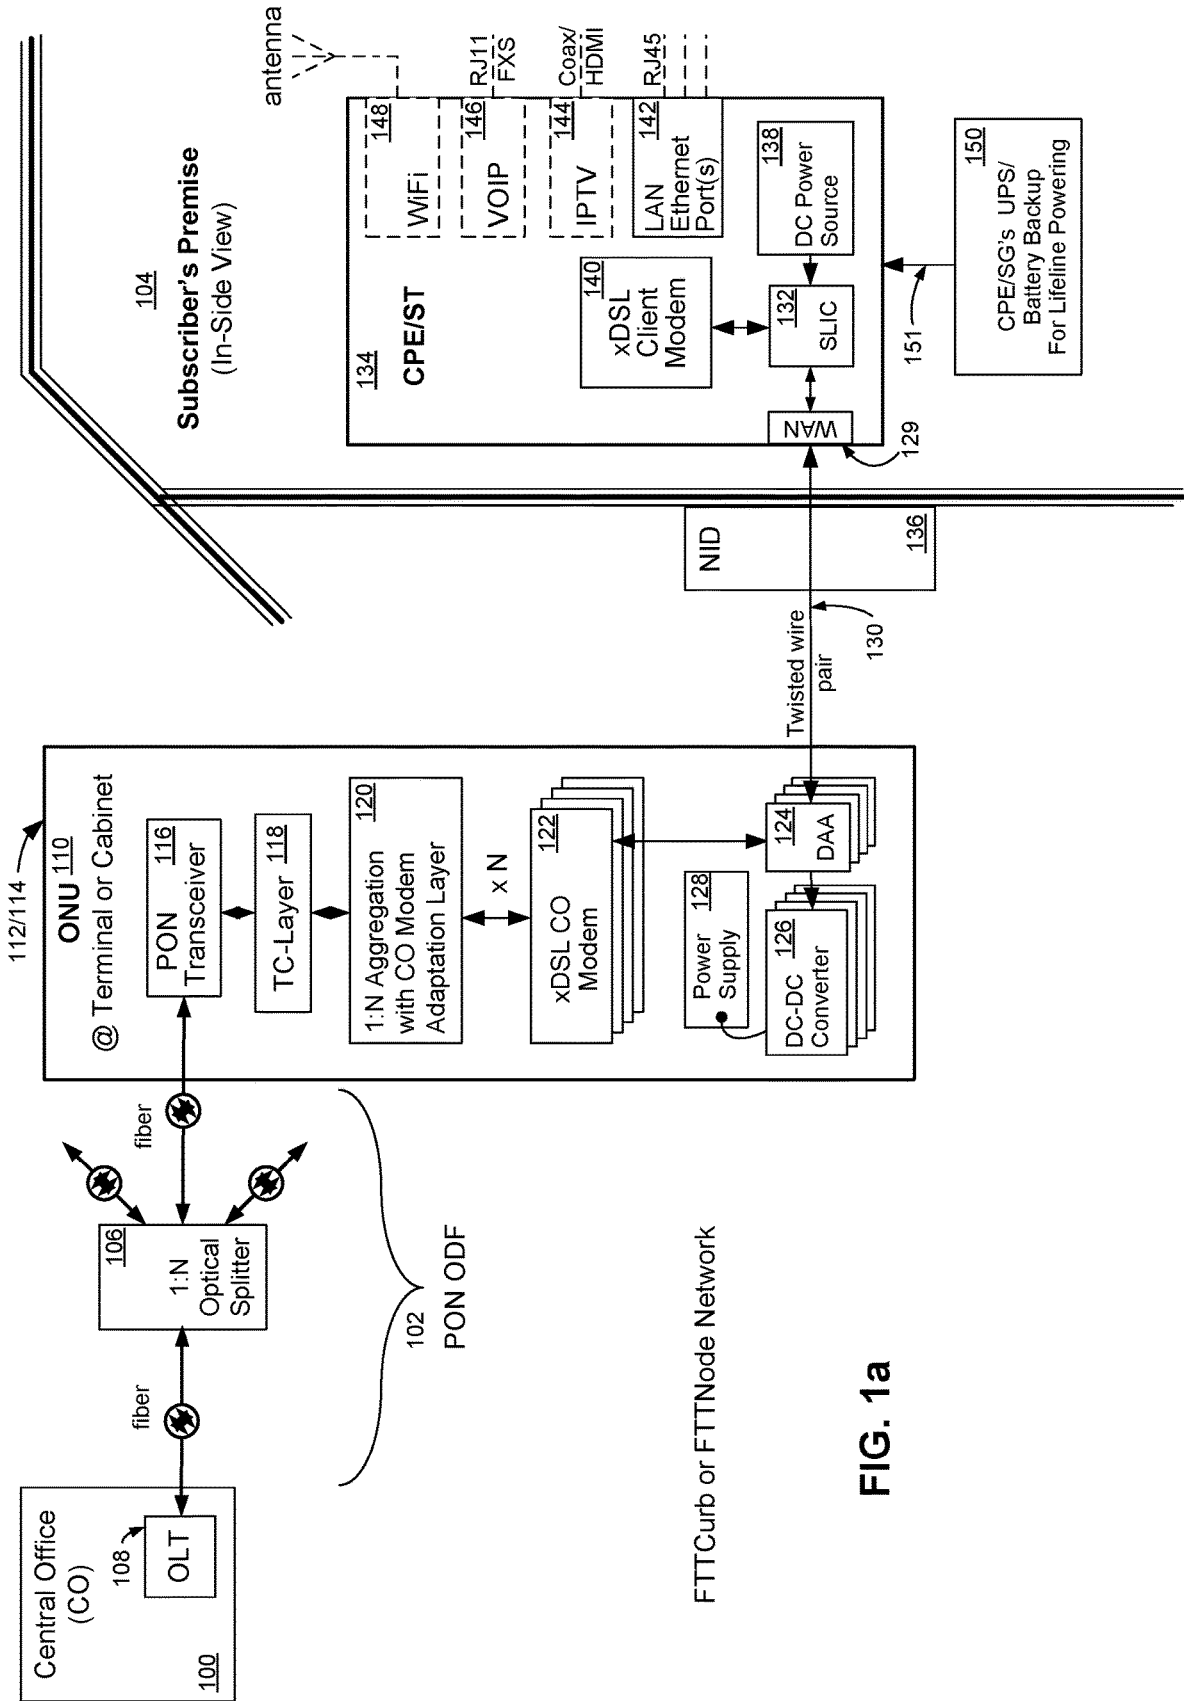 Central Office
(CO)
108
OLT
100
fiber
106
1:N
Optical
Splitter
fiber
102
PON ODF
112/114
ONU 110
@ Terminal or Cabinet
116
PON
Transceiver
TC-Layer 118
120
1:N Aggregation
with CO Modem
Adaptation Layer
x N
122
xDSL CO
Modem
124
DAA
128
Power
Supply
126
DC-DC
Converter
Twisted wire
pair
130
NID
136
104
Subscriber's Premise
(In-Side View)
134
CPE/ST
129
WAN
132
SLIC
140
xDSL
Client
Modem
138
DC Power
Source
148
WiFi
146
VOIP
144
IPTV
142
LAN
Ethernet
Port(s)
antenna
RJ11
FXS
Coax/
HDMI
RJ45
151
150
CPE/SG's UPS/
Battery Backup
For Lifeline Powering
FTTCurb or FTTNode Network
FIG. 1a